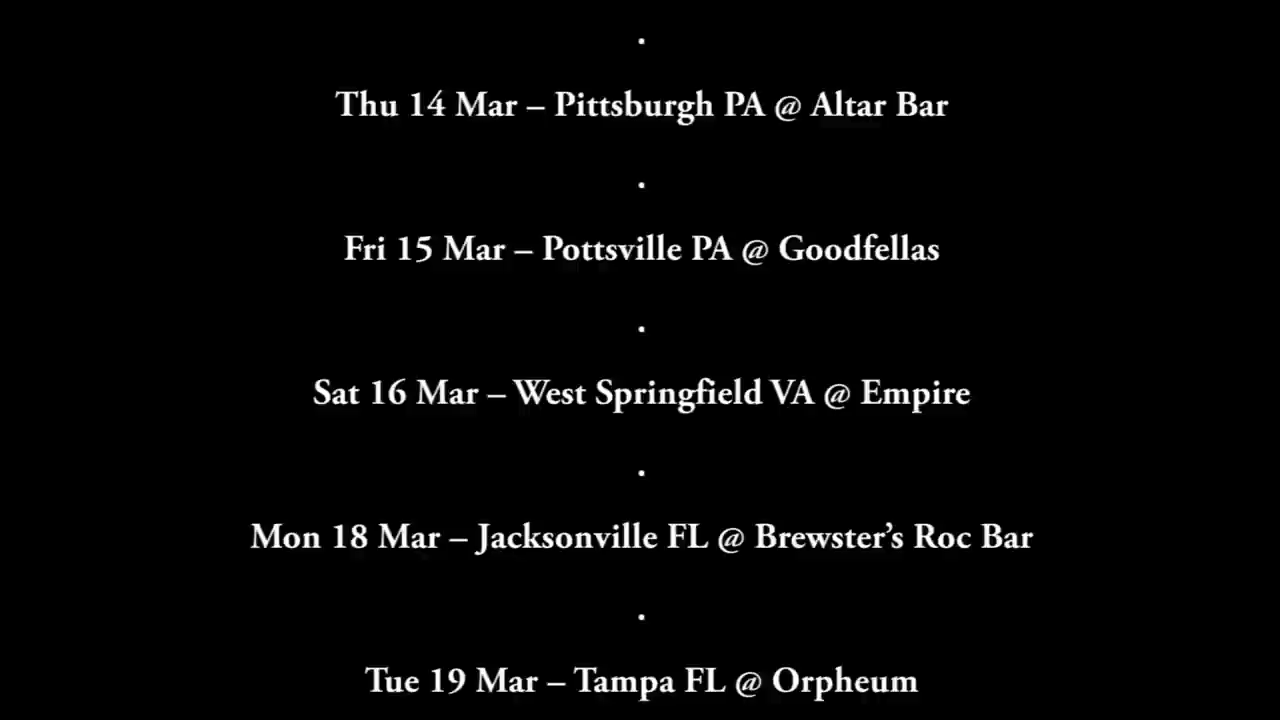 .
Thu 14 Mar – Pittsburgh PA @ Altar Bar
.
Fri 15 Mar – Pottsville PA @ Goodfellas
.
Sat 16 Mar – West Springfield VA @ Empire
.
Mon 18 Mar – Jacksonville FL @ Brewster’s Roc Bar
.
Tue 19 Mar – Tampa FL @ Orpheum